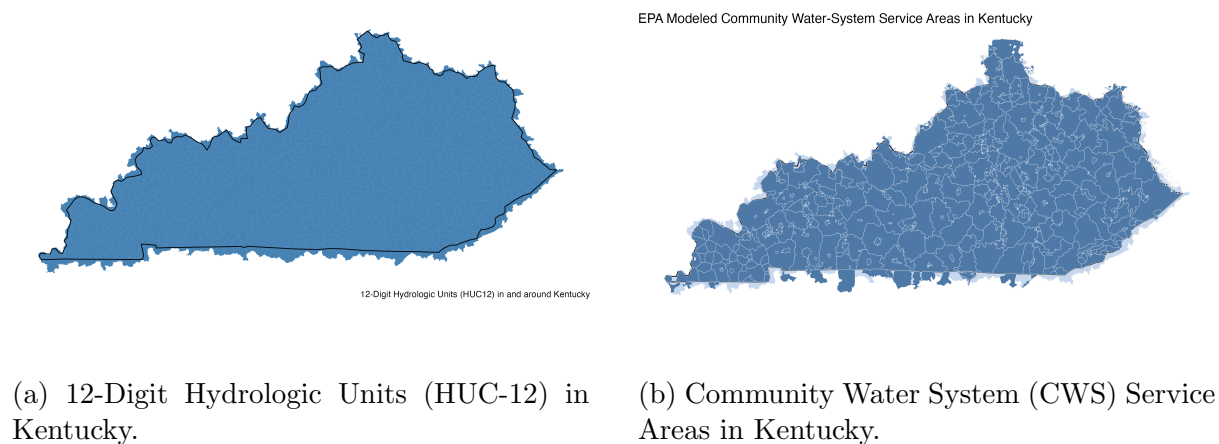 EPA Modeled Community Water-System Service Areas in Kentucky
12-Digit Hydrologic Units (HUC12) in and around Kentucky
(a) 12-Digit Hydrologic Units (HUC-12) in
Kentucky.
(b) Community Water System (CWS) Service
Areas in Kentucky.